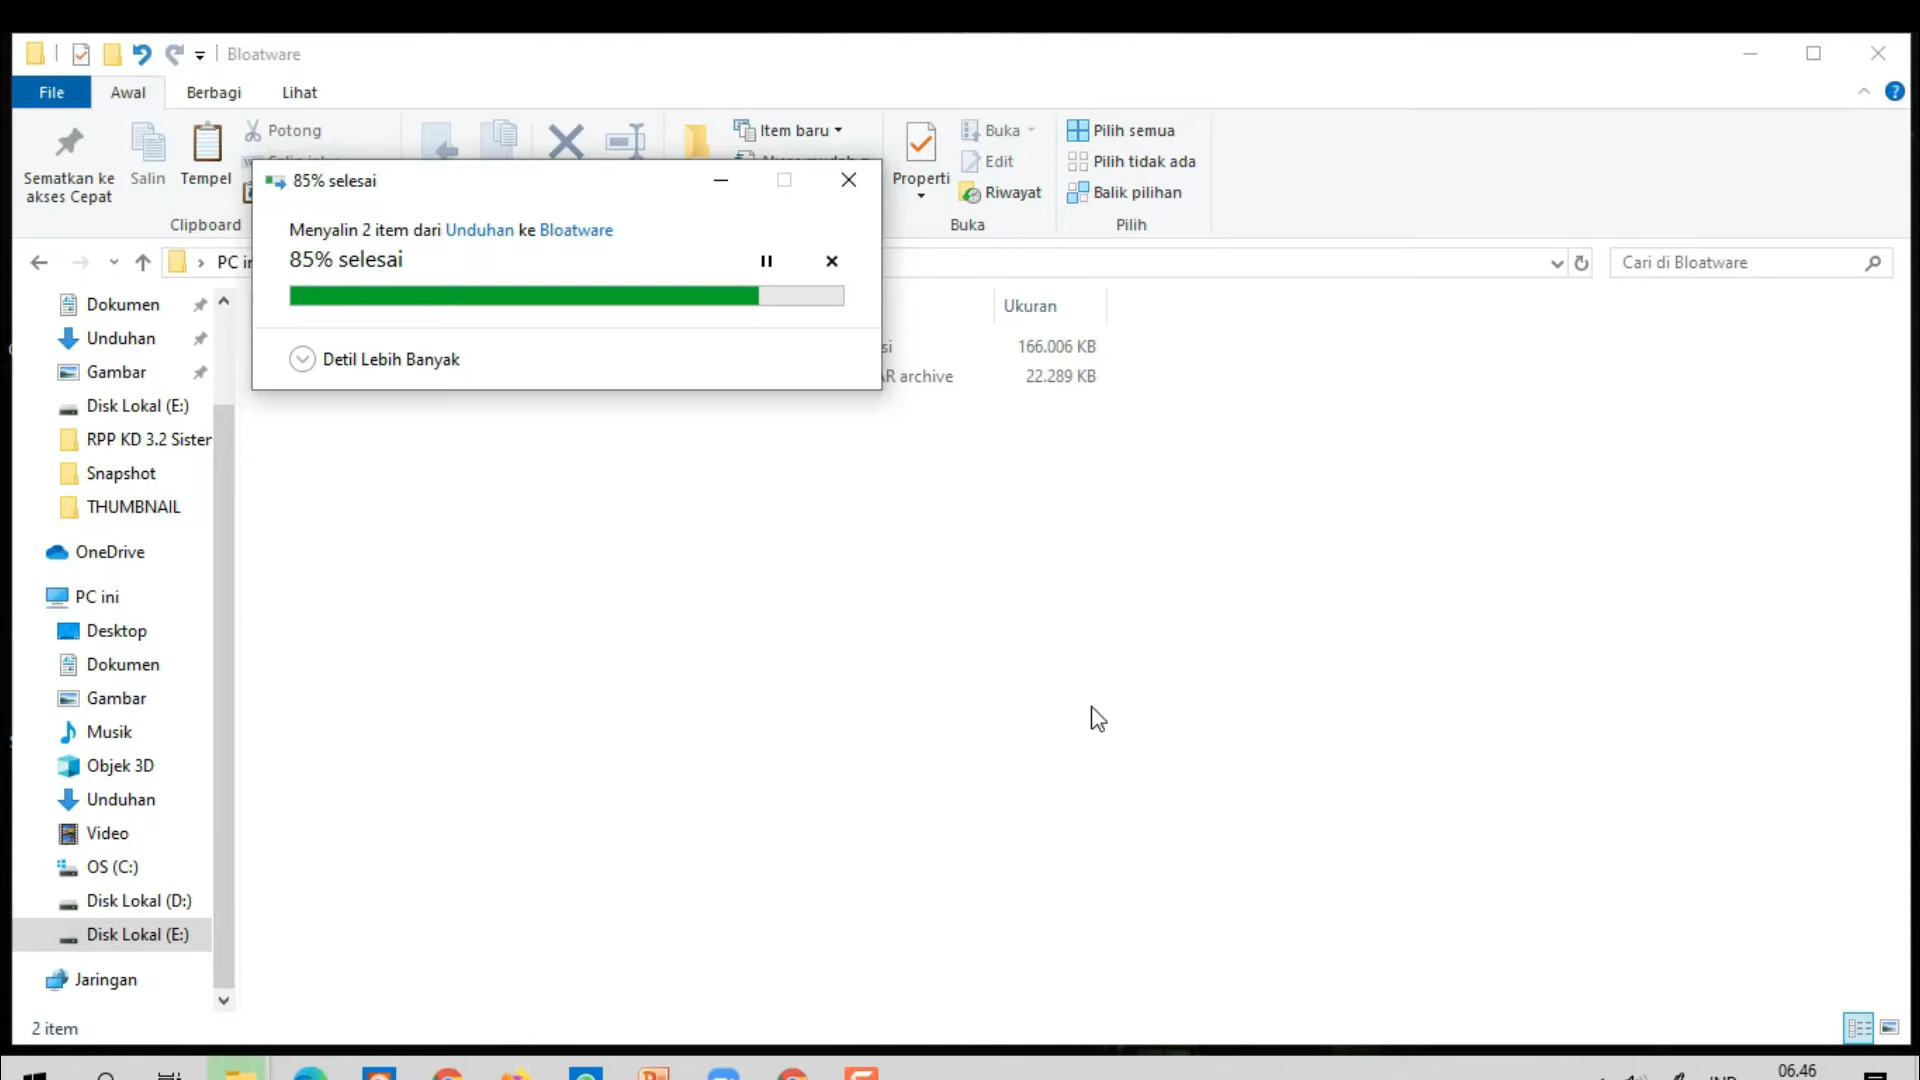 Bloatware
File Awal Berbagi Lihat
Sematkan ke akses Cepat
Salin
Tempel
Potong
Clipboard
Item baru
Properti
Buka
Edit
Riwayat
Buka
Pilih semua
Pilih tidak ada
Balik pilihan
Pilih
85% selesai
Menyalin 2 item dari Unduhan ke Bloatware
85% selesai
Detil Lebih Banyak
PC in
Cari di Bloatware
Ukuran
si 166.006 KB
AR archive 22.289 KB
Dokumen
Unduhan
Gambar
Disk Lokal (E:)
RPP KD 3.2 Sister
Snapshot
THUMBNAIL
OneDrive
PC ini
Desktop
Dokumen
Gambar
Musik
Objek 3D
Unduhan
Video
OS (C:)
Disk Lokal (D:)
Disk Lokal (E:)
Jaringan
2 item
06.46